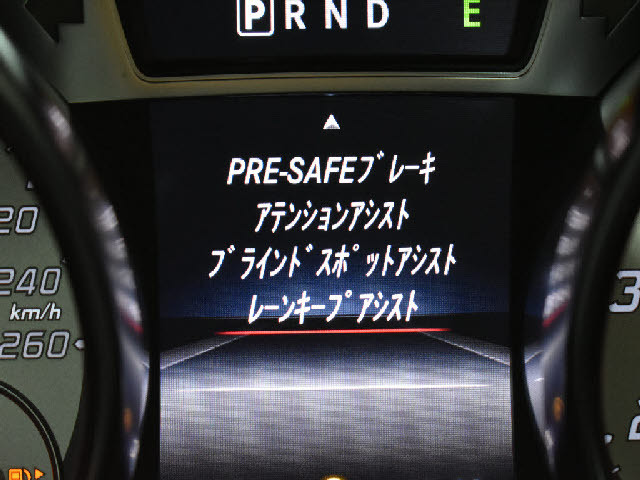 P R N D E
PRE-SAFEﾌﾞﾚｰｷ
ｱﾃﾝｼｮﾝｱｼｽﾄ
ﾌﾞﾗｲﾝﾄﾞｽﾎﾟｯﾄｱｼｽﾄ
ﾚｰﾝｷｰﾌﾟｱｼｽﾄ
20
240
km/h
260